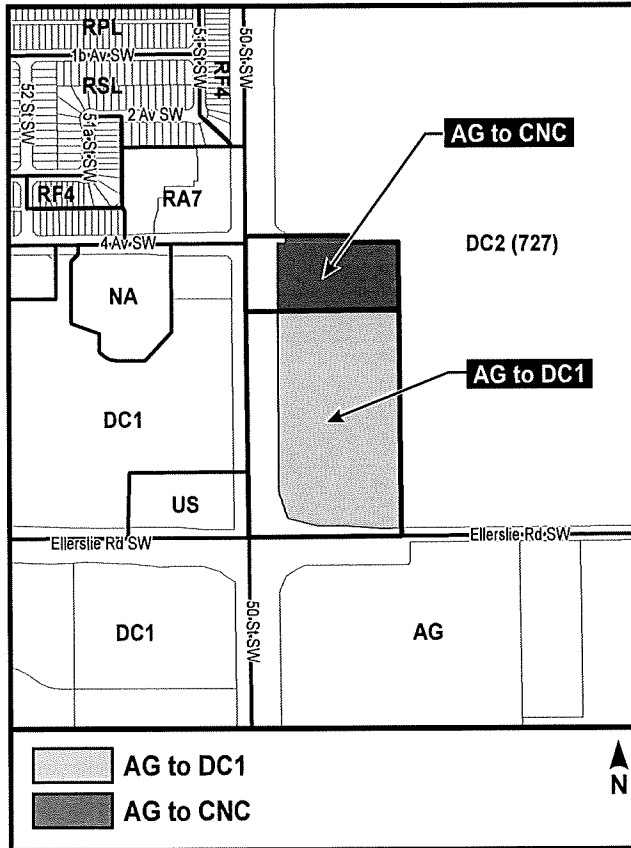 RPL
51 St SW
50 St SW
1b Av SW
RSL
RF4
52 St SW
51a St SW
2 Av SW
AG to CNC
RF4
RA7
4 Av SW
DC2 (727)
NA
AG to DC1
DC1
US
Ellerslie Rd SW
Ellerslie Rd SW
DC1
50 St SW
AG
AG to DC1
AG to CNC
N